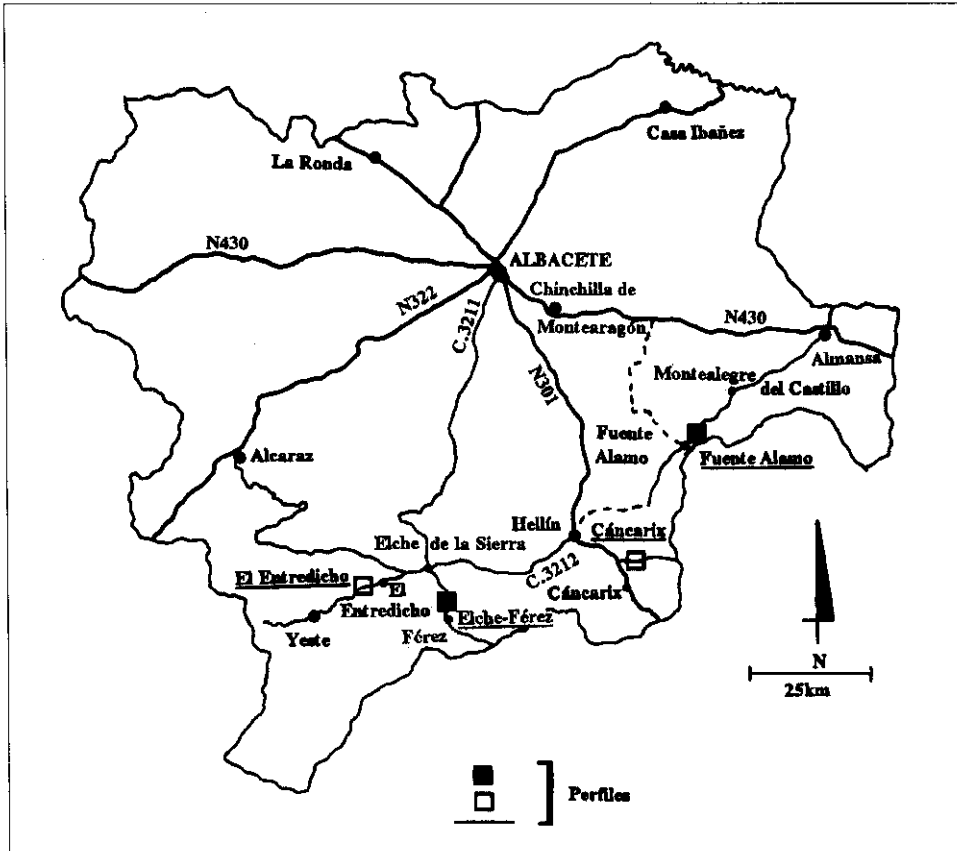 Casa Ibañez
La Ronda
N430
ALBACETE
N322
C.3211
Chinchilla de
Montearagón
N430
N301
Almansa
Montealegre
del Castillo
Fuente
Alamo
Fuente Alamo
Alcaraz
Hellín
Cáncarix
Elche de la Sierra
C.3212
El Entredicho
El
Entredicho
Cáncarix
Elche-Férez
Yeste
Férez
N
25km
Perfiles